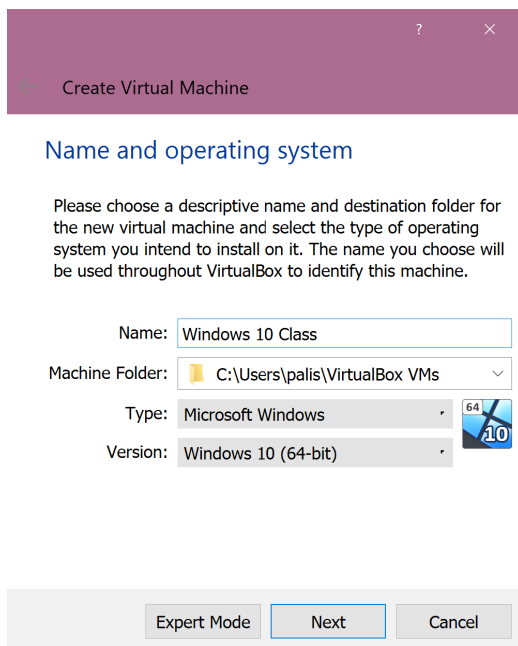 ?
Create Virtual Machine
Name and operating system
Please choose a descriptive name and destination folder for
the new virtual machine and select the type of operating
system you intend to install on it. The name you choose will
be used throughout VirtualBox to identify this machine.
Name: Windows 10 Class
Machine Folder: C:\Users\palis\VirtualBox VMs
Type: Microsoft Windows
64
10
Version: Windows 10 (64-bit)
Expert Mode Next Cancel